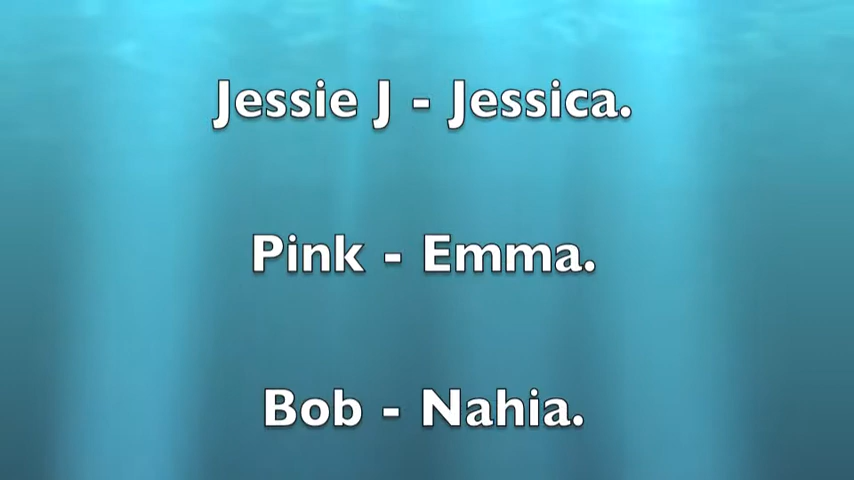 Jessie J - Jessica.
Pink - Emma.
Bob - Nahia.